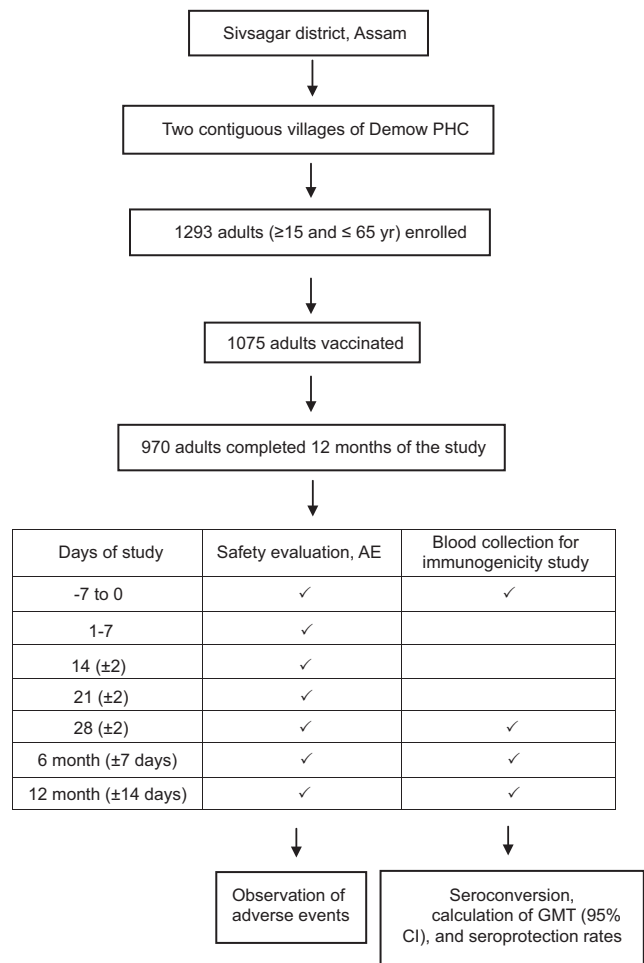 Sivsagar district, Assam
Two contiguous villages of Demow PHC
1293 adults (≥15 and ≤ 65 yr) enrolled
1075 adults vaccinated
970 adults completed 12 months of the study
Days of study
Safety evaluation, AE
Blood collection for
immunogenicity study
-7 to 0 ✓ ✓
1-7 ✓
14 (±2) ✓
21 (±2) ✓
28 (±2) ✓ ✓
6 month (±7 days) ✓ ✓
12 month (±14 days) ✓ ✓
Observation of
adverse events
Seroconversion,
calculation of GMT (95%
CI), and seroprotection rates